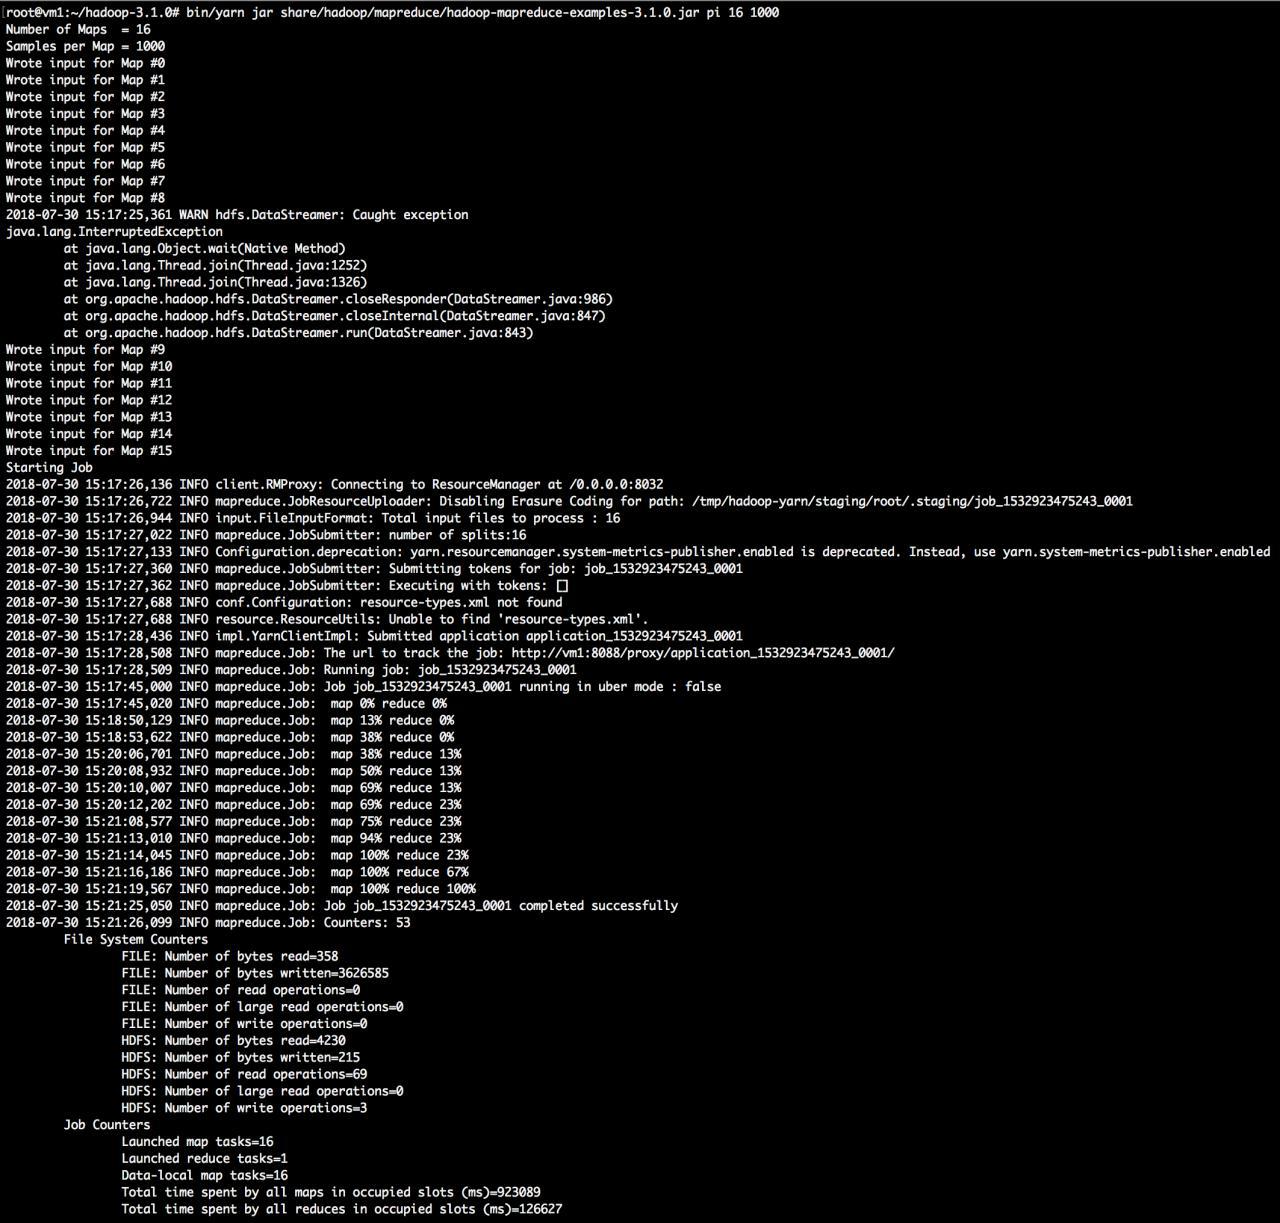 [root@vm1:~/hadoop-3.1.0# bin/yarn jar share/hadoop/mapreduce/hadoop-mapreduce-examples-3.1.0.jar pi 16 1000
Number of Maps  = 16
Samples per Map = 1000
Wrote input for Map #0
Wrote input for Map #1
Wrote input for Map #2
Wrote input for Map #3
Wrote input for Map #4
Wrote input for Map #5
Wrote input for Map #6
Wrote input for Map #7
Wrote input for Map #8
2018-07-30 15:17:25,361 WARN hdfs.DataStreamer: Caught exception
java.lang.InterruptedException
        at java.lang.Object.wait(Native Method)
        at java.lang.Thread.join(Thread.java:1252)
        at java.lang.Thread.join(Thread.java:1326)
        at org.apache.hadoop.hdfs.DataStreamer.closeResponder(DataStreamer.java:986)
        at org.apache.hadoop.hdfs.DataStreamer.closeInternal(DataStreamer.java:847)
        at org.apache.hadoop.hdfs.DataStreamer.run(DataStreamer.java:843)
Wrote input for Map #9
Wrote input for Map #10
Wrote input for Map #11
Wrote input for Map #12
Wrote input for Map #13
Wrote input for Map #14
Wrote input for Map #15
Starting Job
2018-07-30 15:17:26,136 INFO client.RMProxy: Connecting to ResourceManager at /0.0.0.0:8032
2018-07-30 15:17:26,722 INFO mapreduce.JobResourceUploader: Disabling Erasure Coding for path: /tmp/hadoop-yarn/staging/root/.staging/job_1532923475243_0001
2018-07-30 15:17:26,944 INFO input.FileInputFormat: Total input files to process : 16
2018-07-30 15:17:27,022 INFO mapreduce.JobSubmitter: number of splits:16
2018-07-30 15:17:27,133 INFO Configuration.deprecation: yarn.resourcemanager.system-metrics-publisher.enabled is deprecated. Instead, use yarn.system-metrics-publisher.enabled
2018-07-30 15:17:27,360 INFO mapreduce.JobSubmitter: Submitting tokens for job: job_1532923475243_0001
2018-07-30 15:17:27,362 INFO mapreduce.JobSubmitter: Executing with tokens: []
2018-07-30 15:17:27,688 INFO conf.Configuration: resource-types.xml not found
2018-07-30 15:17:27,688 INFO resource.ResourceUtils: Unable to find 'resource-types.xml'.
2018-07-30 15:17:28,436 INFO impl.YarnClientImpl: Submitted application application_1532923475243_0001
2018-07-30 15:17:28,508 INFO mapreduce.Job: The url to track the job: http://vm1:8088/proxy/application_1532923475243_0001/
2018-07-30 15:17:28,509 INFO mapreduce.Job: Running job: job_1532923475243_0001
2018-07-30 15:17:45,000 INFO mapreduce.Job: Job job_1532923475243_0001 running in uber mode : false
2018-07-30 15:17:45,020 INFO mapreduce.Job:  map 0% reduce 0%
2018-07-30 15:18:50,129 INFO mapreduce.Job:  map 13% reduce 0%
2018-07-30 15:18:53,622 INFO mapreduce.Job:  map 38% reduce 0%
2018-07-30 15:20:06,701 INFO mapreduce.Job:  map 38% reduce 13%
2018-07-30 15:20:08,932 INFO mapreduce.Job:  map 50% reduce 13%
2018-07-30 15:20:10,007 INFO mapreduce.Job:  map 69% reduce 13%
2018-07-30 15:20:12,202 INFO mapreduce.Job:  map 69% reduce 23%
2018-07-30 15:21:08,577 INFO mapreduce.Job:  map 75% reduce 23%
2018-07-30 15:21:13,010 INFO mapreduce.Job:  map 94% reduce 23%
2018-07-30 15:21:14,045 INFO mapreduce.Job:  map 100% reduce 23%
2018-07-30 15:21:16,186 INFO mapreduce.Job:  map 100% reduce 67%
2018-07-30 15:21:19,567 INFO mapreduce.Job:  map 100% reduce 100%
2018-07-30 15:21:25,050 INFO mapreduce.Job: Job job_1532923475243_0001 completed successfully
2018-07-30 15:21:26,099 INFO mapreduce.Job: Counters: 53
        File System Counters
                FILE: Number of bytes read=358
                FILE: Number of bytes written=3626585
                FILE: Number of read operations=0
                FILE: Number of large read operations=0
                FILE: Number of write operations=0
                HDFS: Number of bytes read=4230
                HDFS: Number of bytes written=215
                HDFS: Number of read operations=69
                HDFS: Number of large read operations=0
                HDFS: Number of write operations=3
        Job Counters
                Launched map tasks=16
                Launched reduce tasks=1
                Data-local map tasks=16
                Total time spent by all maps in occupied slots (ms)=923089
                Total time spent by all reduces in occupied slots (ms)=126627